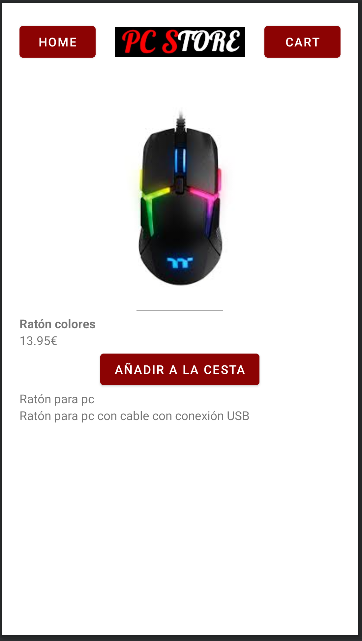 HOME
PC STORE
CART
Ratón colores
13.95€
AÑADIR A LA CESTA
Ratón para pc
Ratón para pc con cable con conexión USB